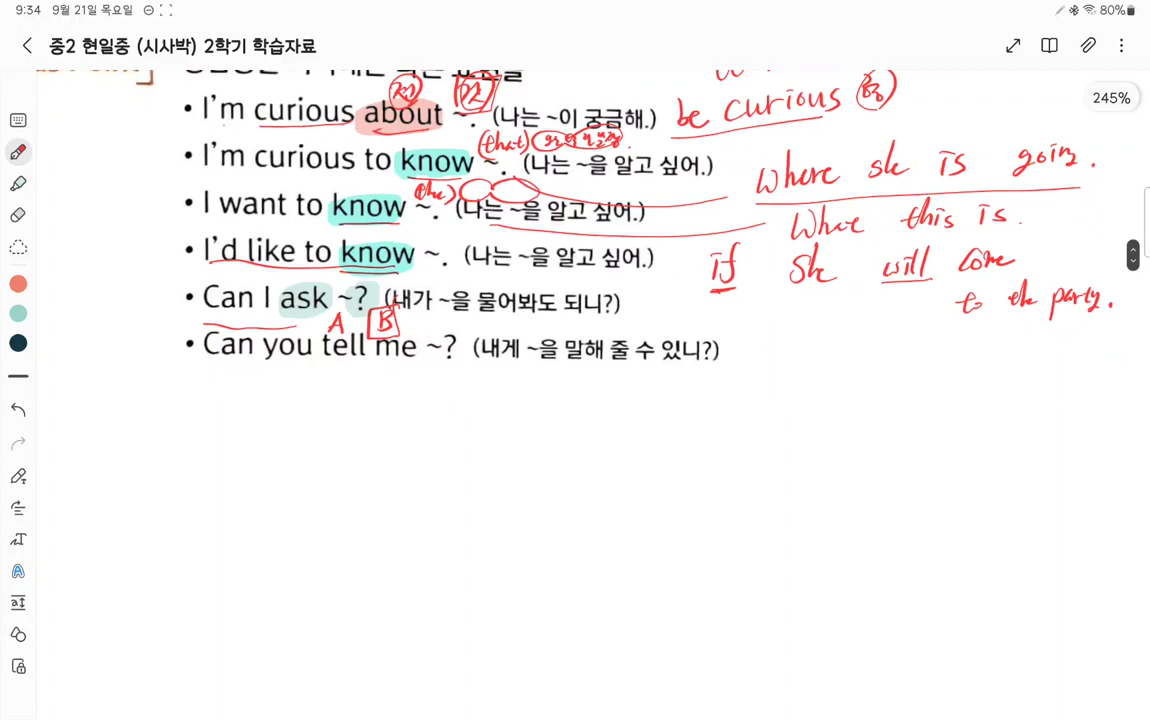 9:34 9월 21일 목요일 80%
중2 현일중 (시사박) 2학기 학습자료
245%
• I'm curious about ~. (나는 ~이 궁금해.) be curious
• I'm curious to know ~. (나는 ~을 알고 싶어.)
(that)
where she is going.
• I want to know ~. (나는 ~을 알고 싶어.)
What this is.
• I'd like to know ~. (나는 ~을 알고 싶어.)
if she will come
to the party.
• Can I ask ~? (내가 ~을 물어봐도 되니?)
A B
• Can you tell me ~? (내게 ~을 말해 줄 수 있니?)